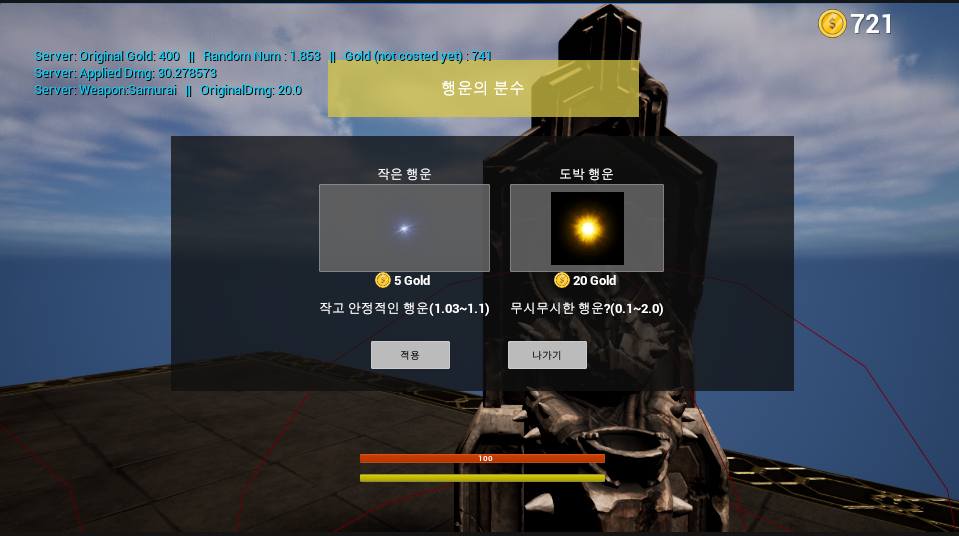 721
Server: Original Gold: 400 || Random Num : 1.853 || Gold (not costed yet) : 741
Server: Applied Dmg: 30.278573
Server: Weapon:Samurai || OriginalDmg: 20.0
행운의 분수
작은 행운
도박 행운
5 Gold
20 Gold
작고 안정적인 행운(1.03~1.1)
무시무시한 행운?(0.1~2.0)
적용
나가기
100